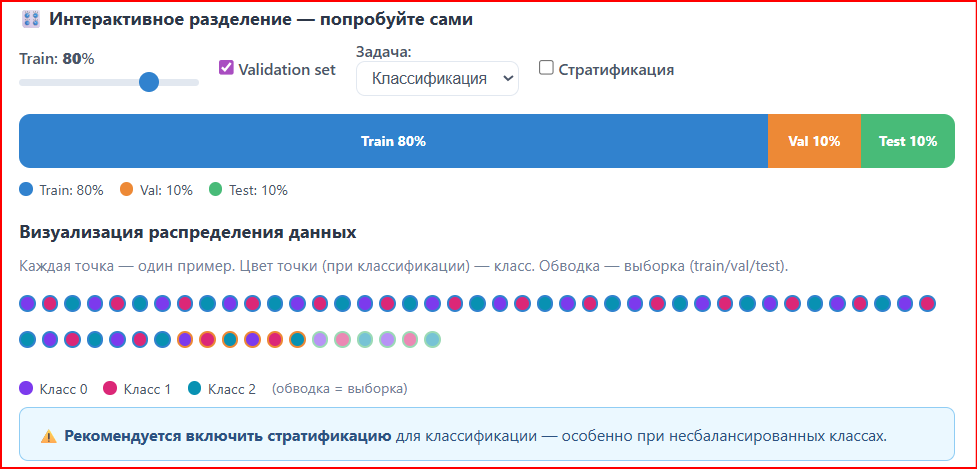 Интерактивное разделение — попробуйте сами
Train: 80%
Validation set
Задача:
Классификация
Стратификация
Train 80%
Val 10%
Test 10%
Train: 80%
Val: 10%
Test: 10%
Визуализация распределения данных
Каждая точка — один пример. Цвет точки (при классификации) — класс. Обводка — выборка (train/val/test).
Класс 0
Класс 1
Класс 2
(обводка = выборка)
Рекомендуется включить стратификацию для классификации — особенно при несбалансированных классах.